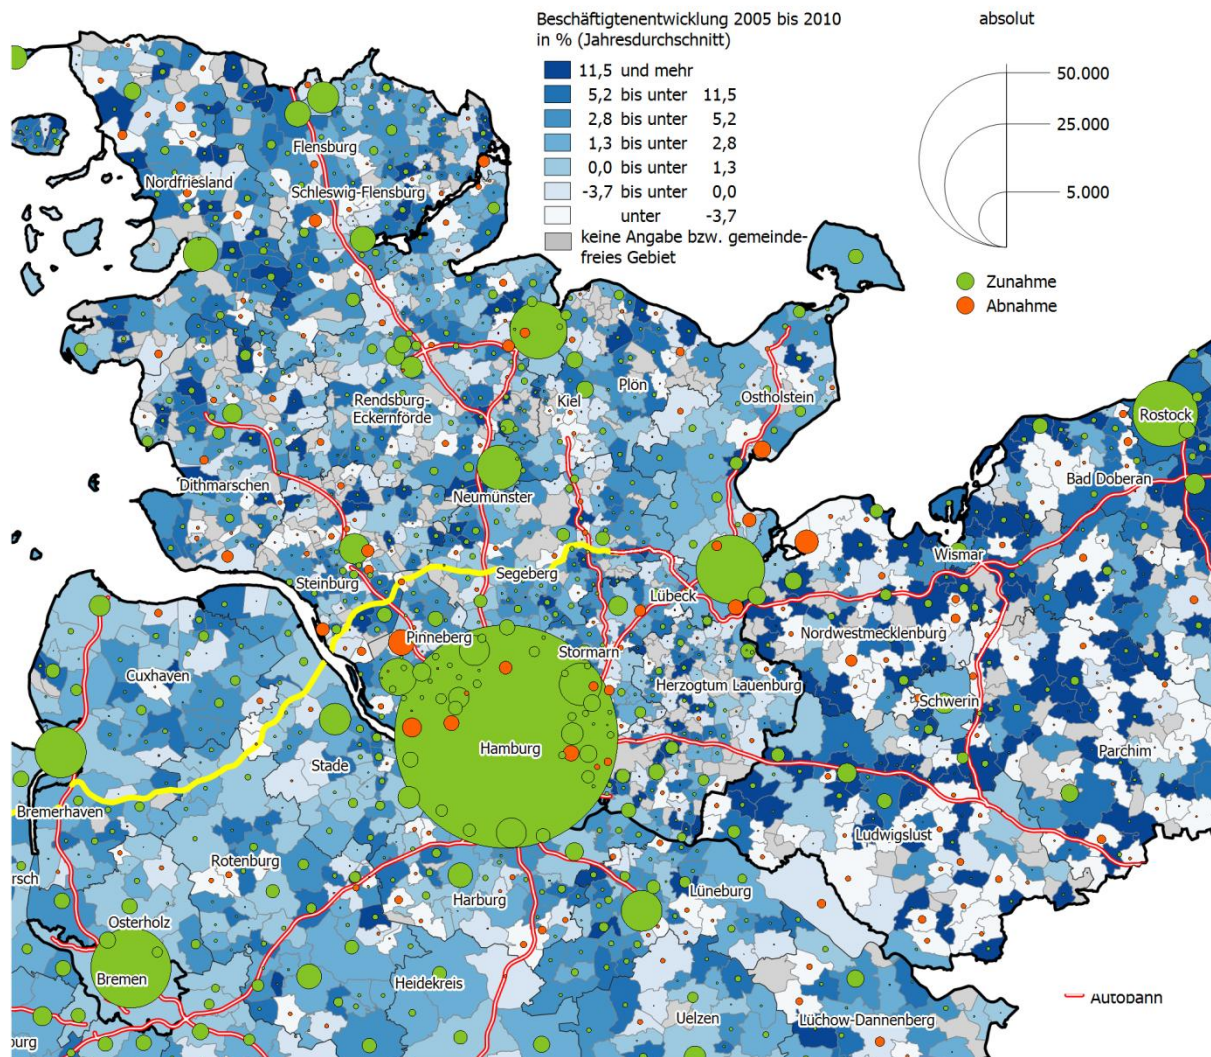 Beschäftigtenentwicklung 2005 bis 2010
in % (Jahresdurchschnitt)
11,5 und mehr
5,2 bis unter 11,5
2,8 bis unter 5,2
1,3 bis unter 2,8
0,0 bis unter 1,3
-3,7 bis unter 0,0
unter -3,7
keine Angabe bzw. gemeinde-
freies Gebiet
absolut
50.000
25.000
5.000
Zunahme
Abnahme
Flensburg
Nordfriesland
Schleswig-Flensburg
Plön
Ostholstein
Rendsburg-
Eckernförde
Kiel
Rostock
Dithmarschen
Neumünster
Bad Doberan
Wismar
Steinburg
Segeberg
Lübeck
Pinneberg
Stormarn
Nordwestmecklenburg
Cuxhaven
Herzogtum Lauenburg
Schwerin
Hamburg
Parchim
Stade
Bremerhaven
Ludwigslust
Rotenburg
ersch
Harburg
Lüneburg
Osterholz
Bremen
Heidekreis
Autobahn
Uelzen
Lüchow-Dannenberg
burg